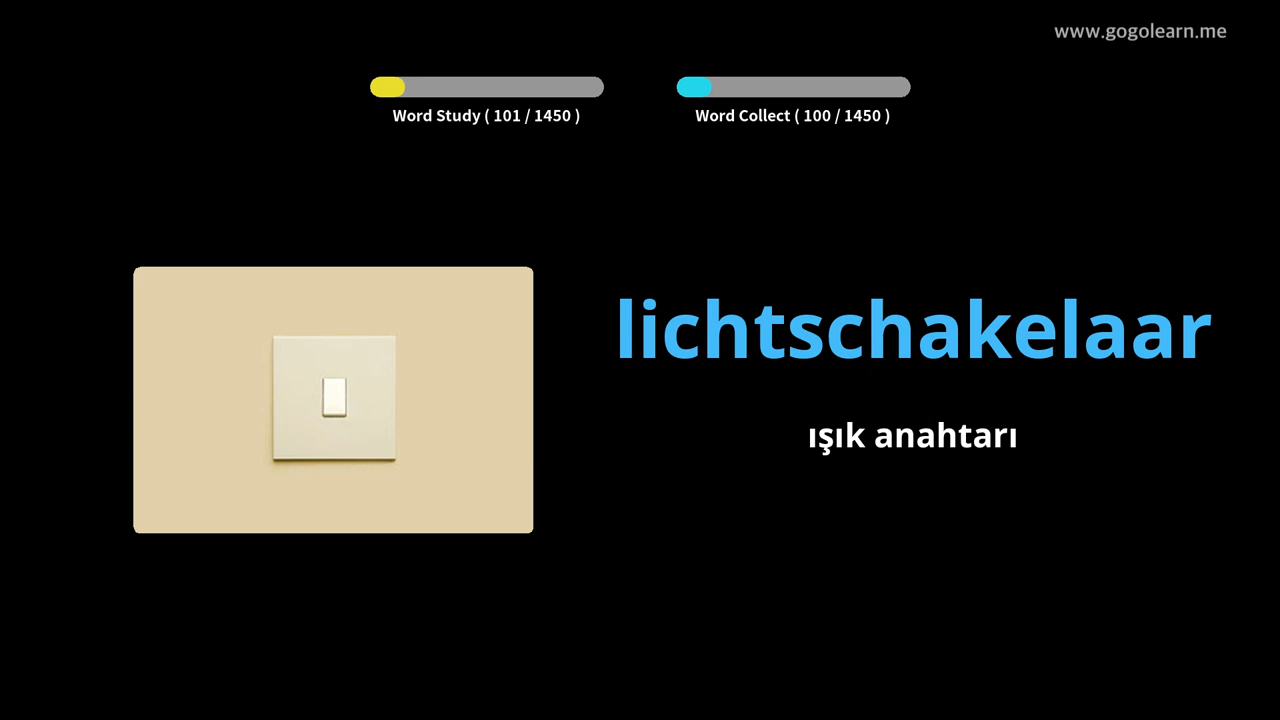 www.gogolearn.me
Word Study ( 101 / 1450 )
Word Collect ( 100 / 1450 )
lichtschakelaar
ışık anahtarı